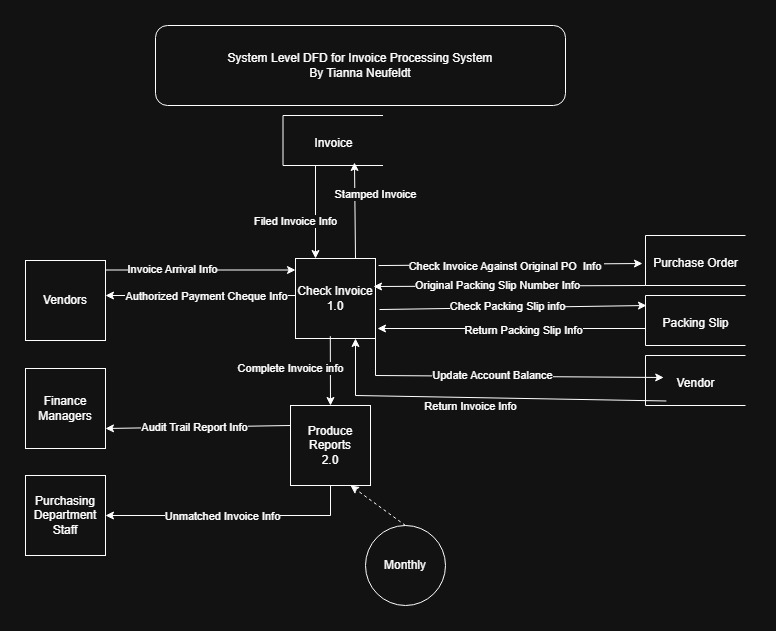 System Level DFD for Invoice Processing System
By Tianna Neufeldt
Invoice
Stamped Invoice
Filed Invoice Info
Invoice Arrival Info
Check Invoice Against Original PO Info
Purchase Order
Original Packing Slip Number Info
Vendors
Authorized Payment Cheque Info
Check Invoice
1.0
Check Packing Slip info
Packing Slip
Return Packing Slip Info
Complete Invoice info
Update Account Balance
Vendor
Return Invoice Info
Finance
Managers
Audit Trail Report Info
Produce
Reports
2.0
Purchasing
Department
Staff
Unmatched Invoice Info
Monthly